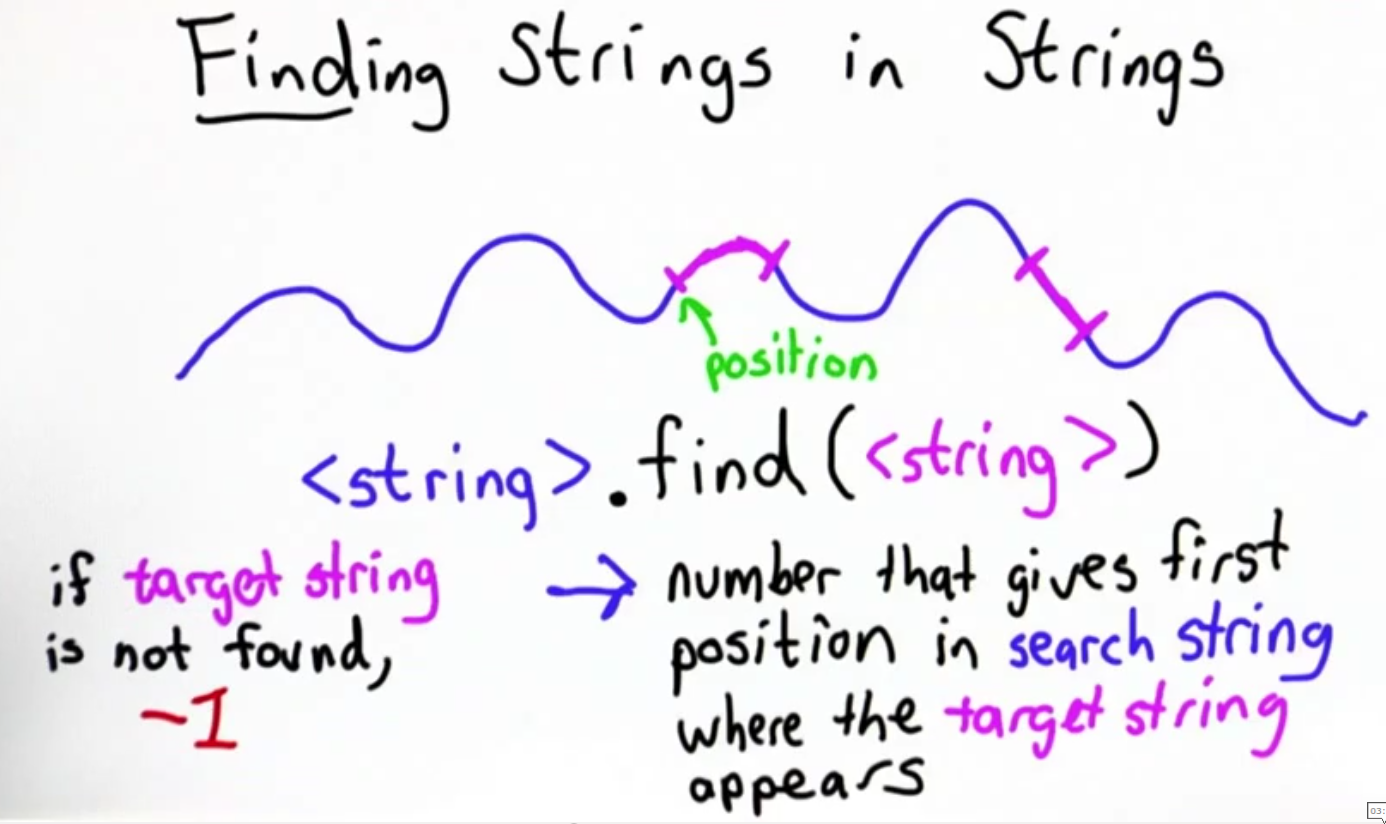 Finding Strings in Strings
position
<string>.find(<string>)
if target string
is not found,
-1
→ number that gives first
position in search string
where the target string
appears
03: